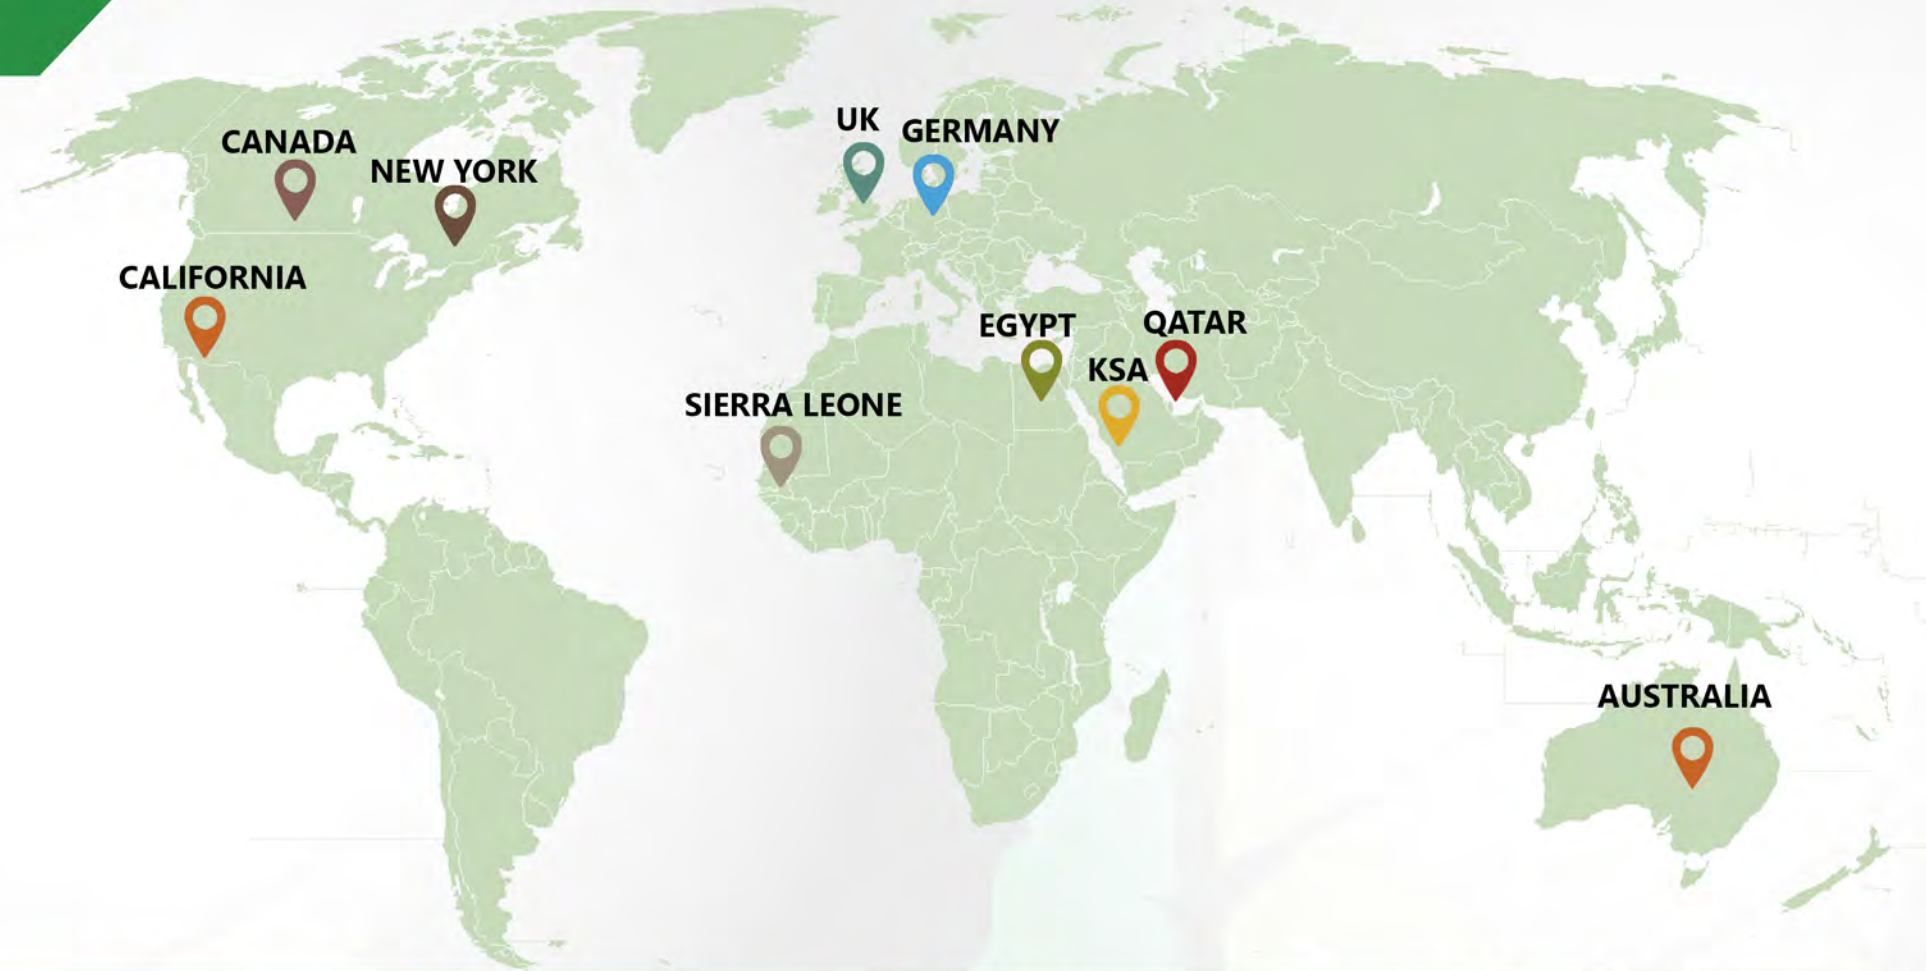 UK
GERMANY
CANADA
NEW YORK
CALIFORNIA
EGYPT
QATAR
KSA
SIERRA LEONE
AUSTRALIA